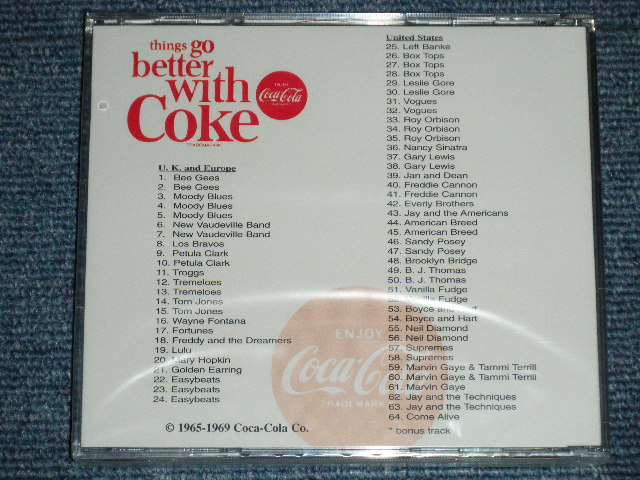 things go
better
with
Coke
TRADEMARK®
ENJOY
Coca-Cola
U. K. and Europe
1. Bee Gees
2. Bee Gees
3. Moody Blues
4. Moody Blues
5. Moody Blues
6. New Vaudeville Band
7. New Vaudeville Band
8. Los Bravos
9. Petula Clark
10. Petula Clark
11. Troggs
12. Tremeloes
13. Tremeloes
14. Tom Jones
15. Tom Jones
16. Wayne Fontana
17. Fortunes
18. Freddy and the Dreamers
19. Lulu
20. Mary Hopkin
21. Golden Earring
22. Easybeats
23. Easybeats
24. Easybeats
© 1965-1969 Coca-Cola Co.
United States
25. Left Banke
26. Box Tops
27. Box Tops
28. Box Tops
29. Leslie Gore
30. Leslie Gore
31. Vogues
32. Vogues
33. Roy Orbison
34. Roy Orbison
35. Roy Orbison
36. Nancy Sinatra
37. Gary Lewis
38. Gary Lewis
39. Jan and Dean
40. Freddie Cannon
41. Freddie Cannon
42. Everly Brothers
43. Jay and the Americans
44. American Breed
45. American Breed
46. Sandy Posey
47. Sandy Posey
48. Brooklyn Bridge
49. B. J. Thomas
50. B. J. Thomas
51. Vanilla Fudge
Fudge
53. Boyce and Hart
54. Boyce and Hart
55. Neil Diamond
56. Neil Diamond
57. Supremes
58. Supremes
59. Marvin Gaye & Tammi Terrill
60. Marvin Gaye & Tammi Terrill
61. Marvin Gaye
62. Jay and the Techniques
63. Jay and the Techniques
64. Come Alive
* bonus track
ENJOY
Coca-Cola
TRADE MARK